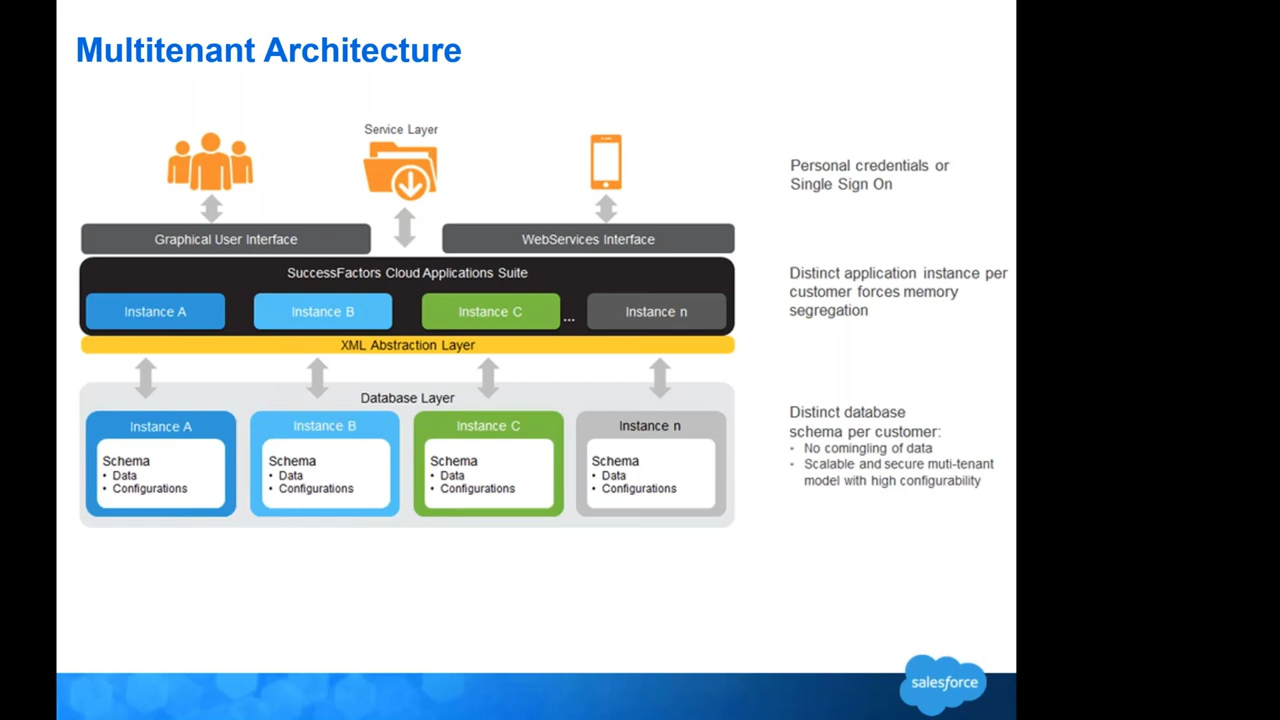 Multitenant Architecture
Service Layer
Personal credentials or
Single Sign On
Graphical User Interface
WebServices Interface
SuccessFactors Cloud Applications Suite
Instance A
Instance B
Instance C
...
Instance n
Distinct application instance per
customer forces memory
segregation
XML Abstraction Layer
Database Layer
Instance A
Schema
• Data
• Configurations
Instance B
Schema
• Data
• Configurations
Instance C
Schema
• Data
• Configurations
Instance n
Schema
• Data
• Configurations
Distinct database
schema per customer:
• No comingling of data
• Scalable and secure muti-tenant
model with high configurability
salesforce